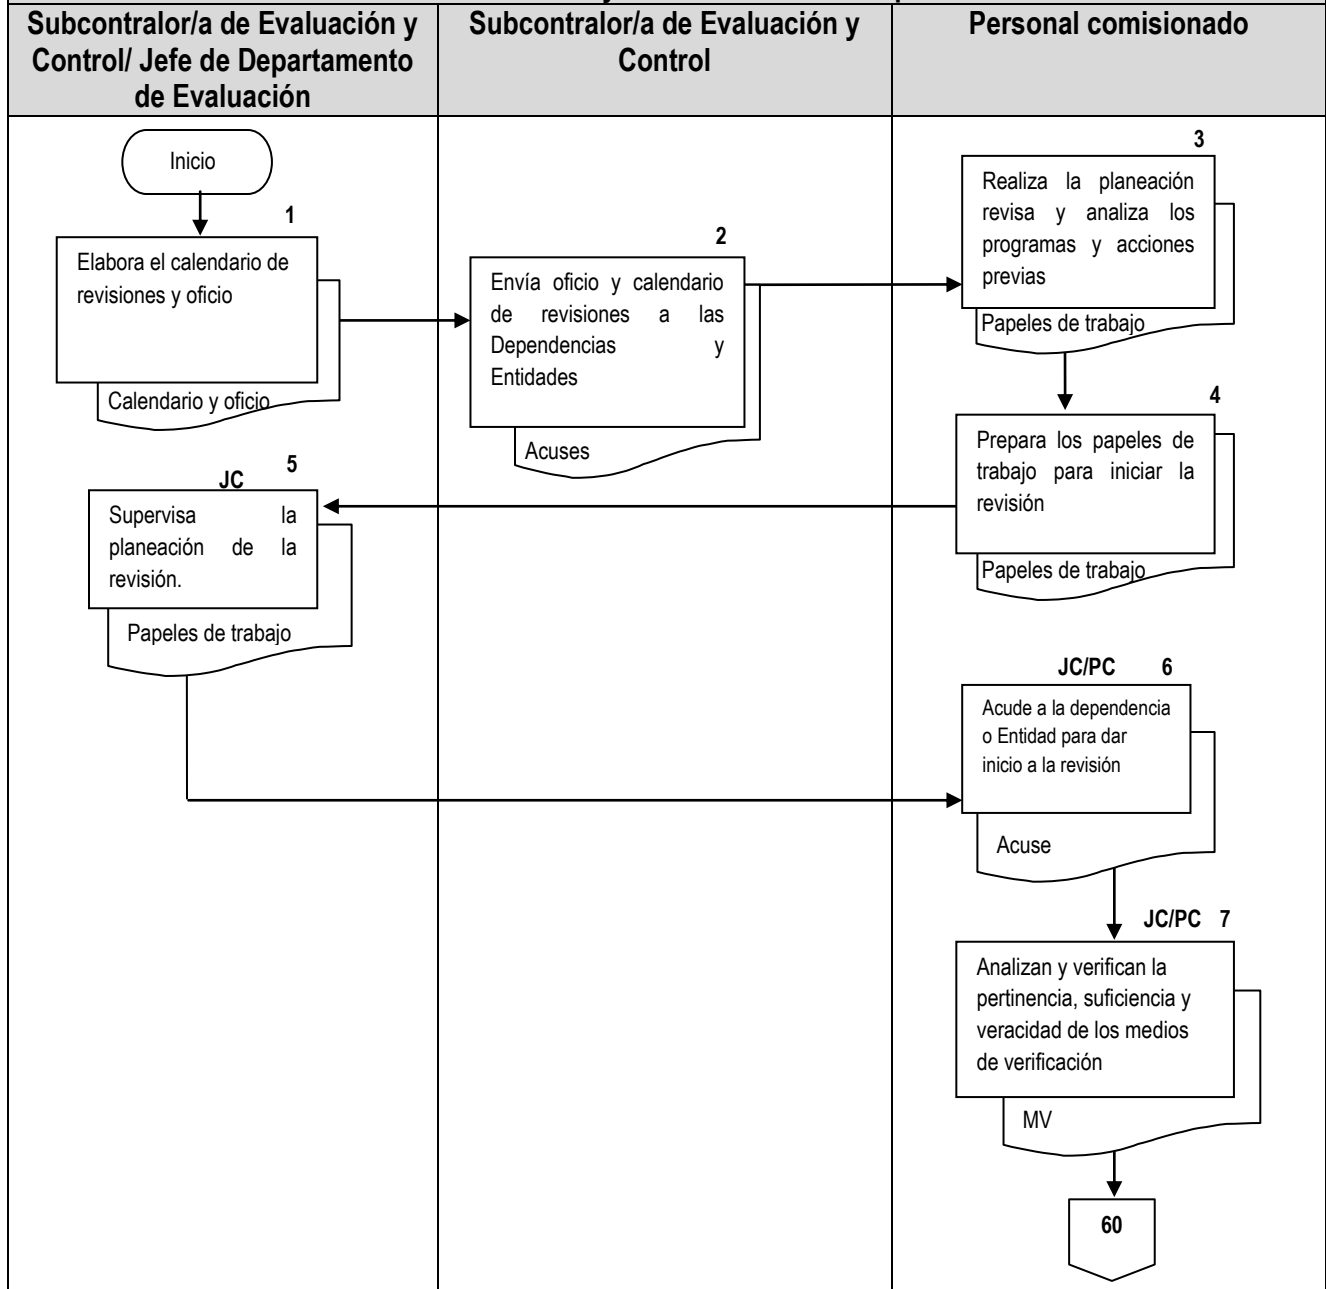 Subcontralor/a de Evaluación y
Control/ Jefe de Departamento
de Evaluación
Subcontralor/a de Evaluación y
Control
Personal comisionado
Inicio
1
Elabora el calendario de
revisiones y oficio
Calendario y oficio
2
Envía oficio y calendario
de revisiones a las
Dependencias y
Entidades
Acuses
3
Realiza la planeación
revisa y analiza los
programas y acciones
previas
Papeles de trabajo
4
Prepara los papeles de
trabajo para iniciar la
revisión
Papeles de trabajo
5
JC
Supervisa la
planeación de la
revisión.
Papeles de trabajo
JC/PC 6
Acude a la dependencia
o Entidad para dar
inicio a la revisión
Acuse
JC/PC 7
Analizan y verifican la
pertinencia, suficiencia y
veracidad de los medios
de verificación
MV
60